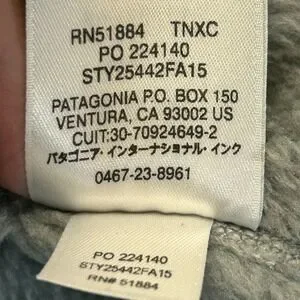 RN51884 TNXC
PO 224140
STY25442FA15
PATAGONIA P.O. BOX 150
VENTURA, CA 93002 US
CUIT:30-70924649-2
パタゴニア・インターナショナル・インク
0467-23-8961
PO 224140
STY25442FA15
RN# 51884